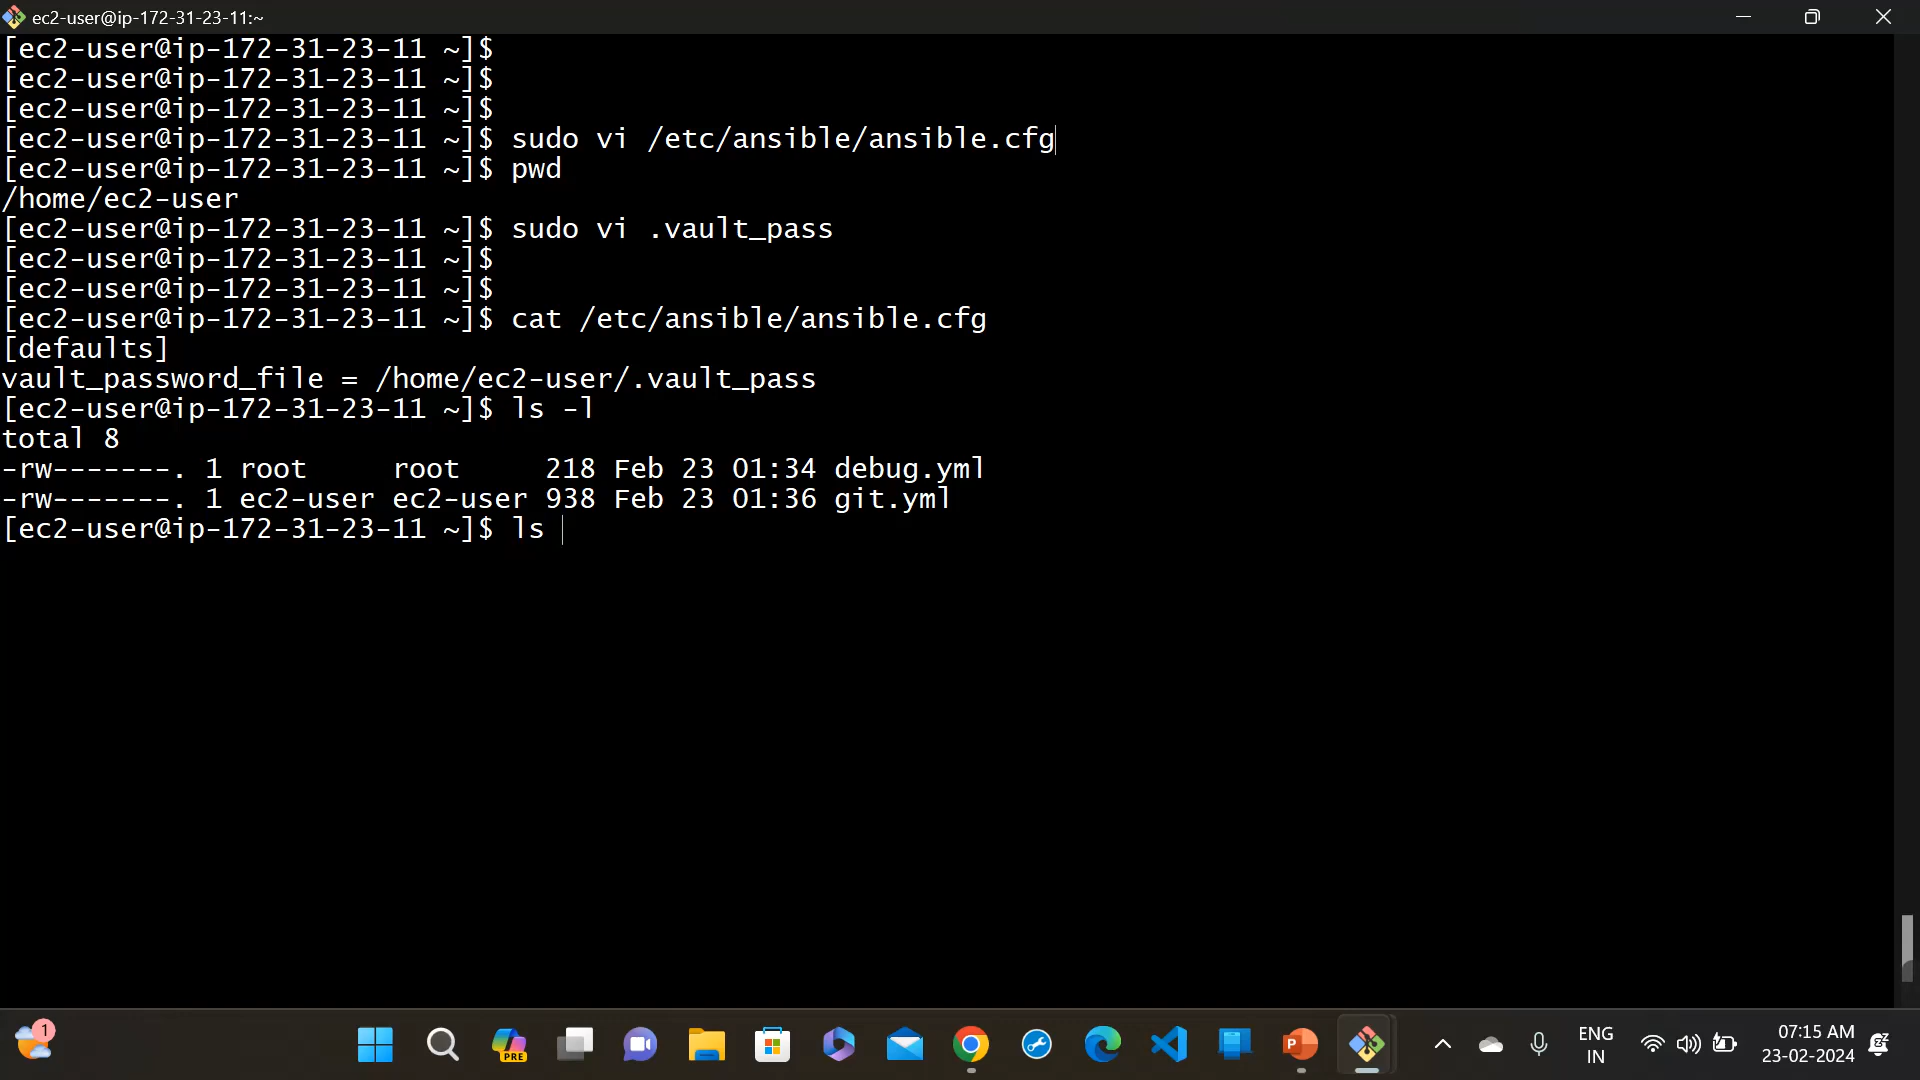 ec2-user@ip-172-31-23-11:~
[ec2-user@ip-172-31-23-11 ~]$
[ec2-user@ip-172-31-23-11 ~]$
[ec2-user@ip-172-31-23-11 ~]$
[ec2-user@ip-172-31-23-11 ~]$ sudo vi /etc/ansible/ansible.cfg
[ec2-user@ip-172-31-23-11 ~]$ pwd
/home/ec2-user
[ec2-user@ip-172-31-23-11 ~]$ sudo vi .vault_pass
[ec2-user@ip-172-31-23-11 ~]$
[ec2-user@ip-172-31-23-11 ~]$
[ec2-user@ip-172-31-23-11 ~]$ cat /etc/ansible/ansible.cfg
[defaults]
vault_password_file = /home/ec2-user/.vault_pass
[ec2-user@ip-172-31-23-11 ~]$ ls -l
total 8
-rw-------. 1 root     root     218 Feb 23 01:34 debug.yml
-rw-------. 1 ec2-user ec2-user 938 Feb 23 01:36 git.yml
[ec2-user@ip-172-31-23-11 ~]$ ls
1
PRE
P
ENG
IN
07:15 AM
23-02-2024